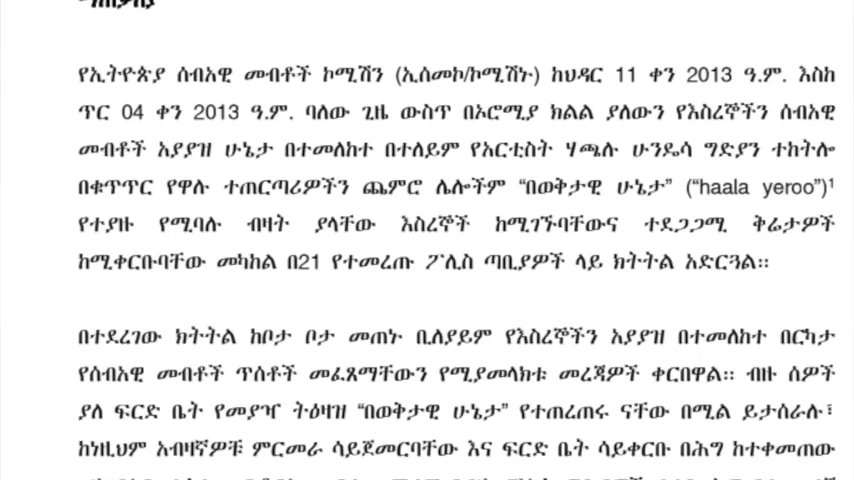 የኢትዮጵያ ሰብአዊ መብቶች ኮሚሽን (ኢሰመኮ/ኮሚሽኑ) ከህዳር 11 ቀን 2013 ዓ.ም. እስከ
ጥር 04 ቀን 2013 ዓ.ም. ባለው ጊዜ ውስጥ በኦሮሚያ ክልል ያለውን የእስረኞችን ሰብአዊ
መብቶች አያያዝ ሁኔታ በተመለከተ በተለይም የአርቲስት ሃጫሉ ሁንዴሳ ግድያን ተከትሎ
በቁጥጥር የዋሉ ተጠርጣሪዎችን ጨምሮ ሌሎችም “በወቅታዊ ሁኔታ” (“haala yeroo”)¹
የተያዙ የሚባሉ ብዛት ያላቸው እስረኞች ከሚገኙባቸውና ተደጋጋሚ ቅሬታዎች
ከሚቀርቡባቸው መካከል በ21 የተመረጡ ፖሊስ ጣቢያዎች ላይ ክትትል አድርጓል።
በተደረገው ክትትል ከቦታ ቦታ መጠኑ ቢለያይም የእስረኞችን አያያዝ በተመለከተ በርካታ
የሰብአዊ መብቶች ጥሰቶች መፈጸማቸውን የሚያመላክቱ መረጃዎች ቀርበዋል። ብዙ ሰዎች
ያለ ፍርድ ቤት የመያዣ ትዕዛዝ “በወቅታዊ ሁኔታ” የተጠረጠሩ ናቸው በሚል ይታሰራሉ፣
ከነዚህም አብዛኛዎቹ ምርመራ ሳይጀመርባቸው እና ፍርድ ቤት ሳይቀርቡ በሕግ ከተቀመጠው